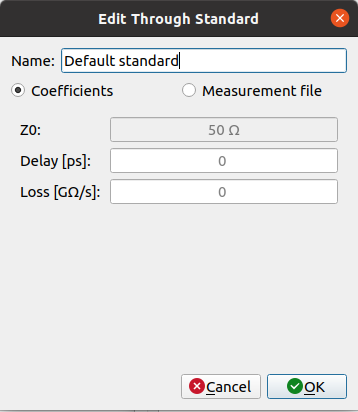 Edit Through Standard
Name: Default standard
Coefficients Measurement file
Z0: 50 Ω
Delay [ps]: 0
Loss [GΩ/s]: 0
Cancel OK